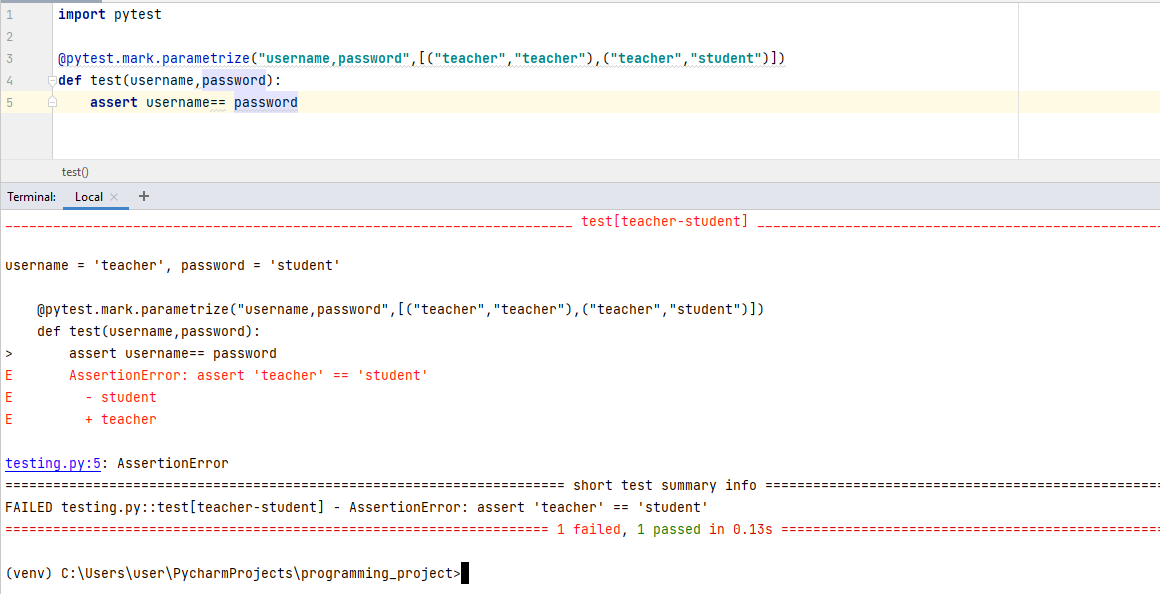 1 import pytest
2
3 @pytest.mark.parametrize("username,password",[("teacher","teacher"),("teacher","student")])
4 def test(username,password):
5     assert username== password
test()
Terminal: Local × +
_______________________________________________________________________ test[teacher-student] ___________________________________________________

username = 'teacher', password = 'student'

    @pytest.mark.parametrize("username,password",[("teacher","teacher"),("teacher","student")])
    def test(username,password):
>       assert username== password
E       AssertionError: assert 'teacher' == 'student'
E         - student
E         + teacher

testing.py:5: AssertionError
====================================================================== short test summary info ==================================================
FAILED testing.py::test[teacher-student] - AssertionError: assert 'teacher' == 'student'
==================================================================== 1 failed, 1 passed in 0.13s ================================================

(venv) C:\Users\user\PycharmProjects\programming_project>